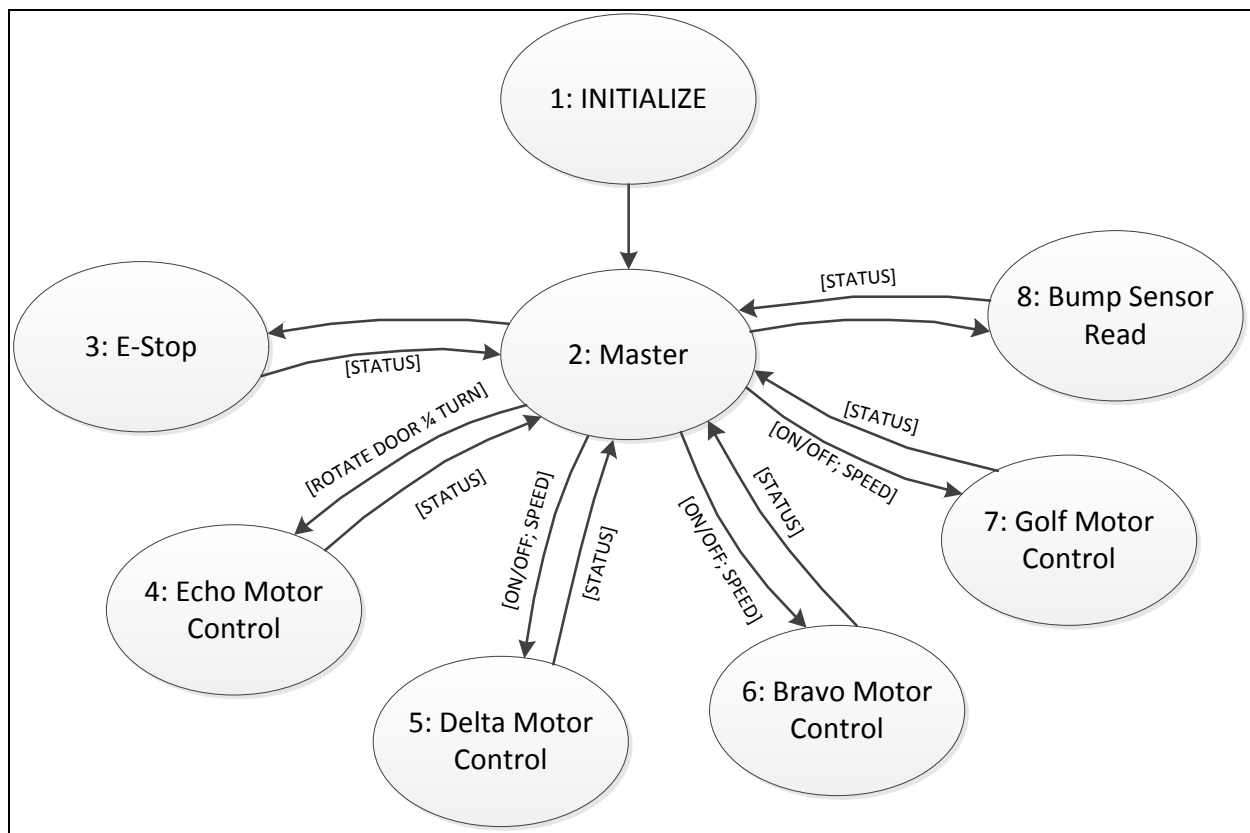 1: INITIALIZE
[STATUS]
8: Bump Sensor
Read
3: E-Stop
2: Master
[STATUS]
[STATUS]
[ROTATE DOOR ¼ TURN]
[STATUS]
[ON/OFF; SPEED]
[STATUS]
[ON/OFF; SPEED]
[STATUS]
[ON/OFF; SPEED]
7: Golf Motor
Control
4: Echo Motor
Control
6: Bravo Motor
Control
5: Delta Motor
Control